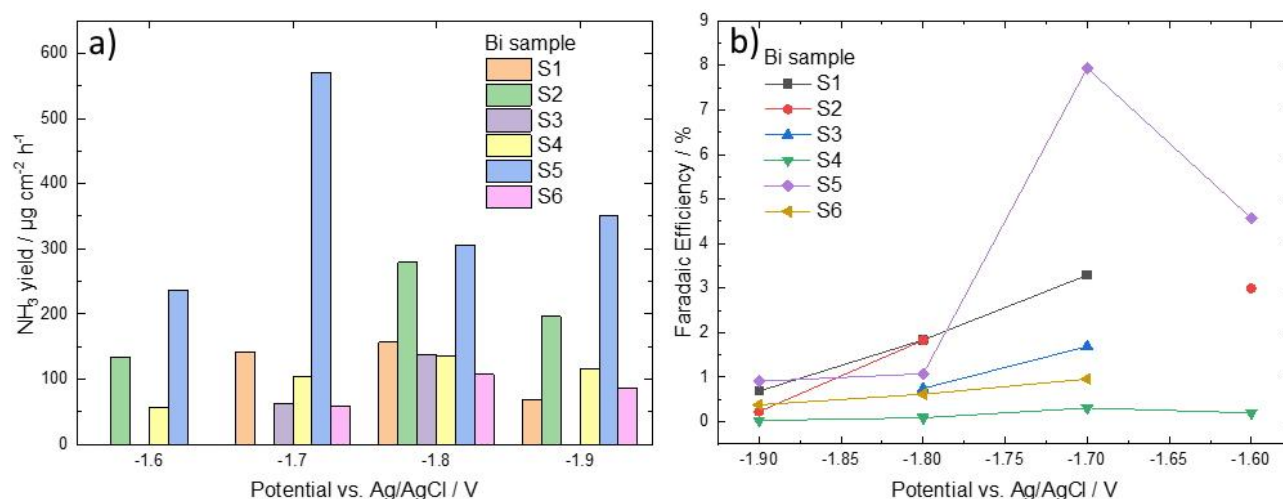 a)
Bi sample
S1
S2
S3
S4
S5
S6
600
500
400
300
200
100
0
-1.6 -1.7 -1.8 -1.9
NH₃ yield / µg cm⁻² h⁻¹
Potential vs. Ag/AgCl / V
b)
Bi sample
S1
S2
S3
S4
S5
S6
9
8
7
6
5
4
3
2
1
0
-1.90 -1.85 -1.80 -1.75 -1.70 -1.65 -1.60
Faradaic Efficiency / %
Potential vs. Ag/AgCl / V